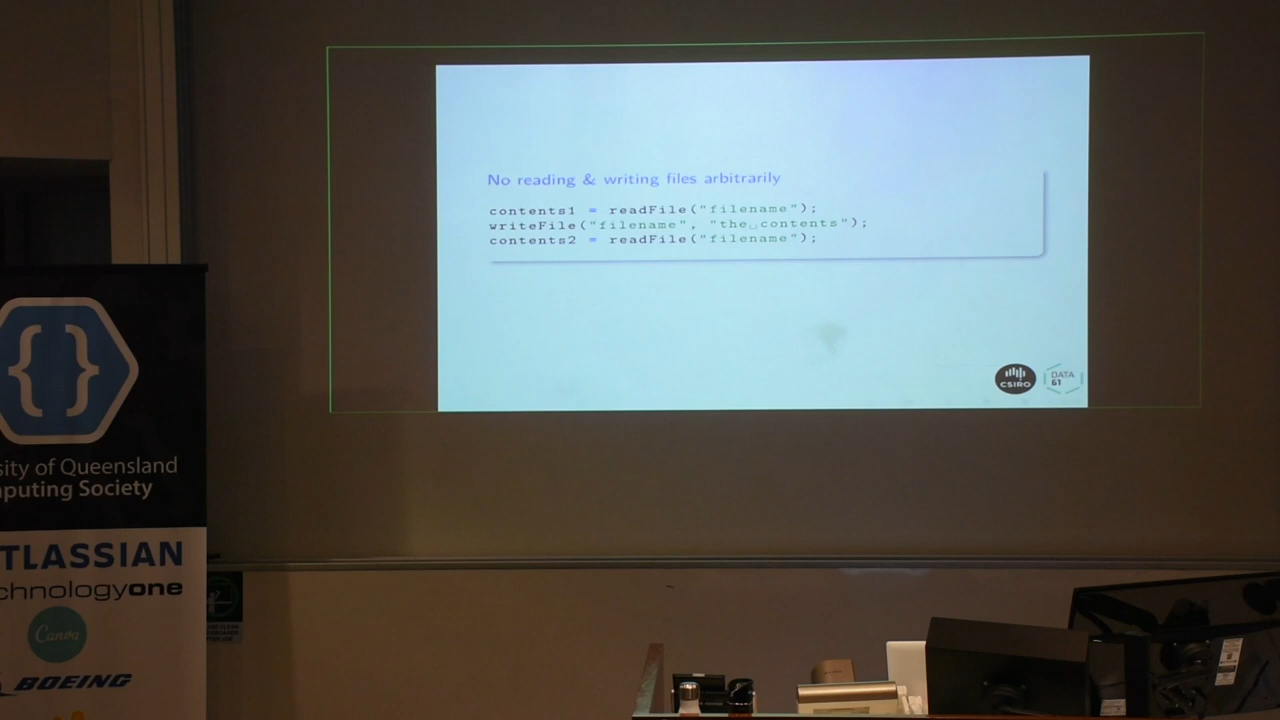 No reading & writing files arbitrarily
contents1 = readFile("filename");
writeFile("filename", "the␣contents");
contents2 = readFile("filename");
CSIRO
DATA
61
{}
sity of Queensland
mputing Society
TLASSIAN
chnologyone
Canva
BOEING